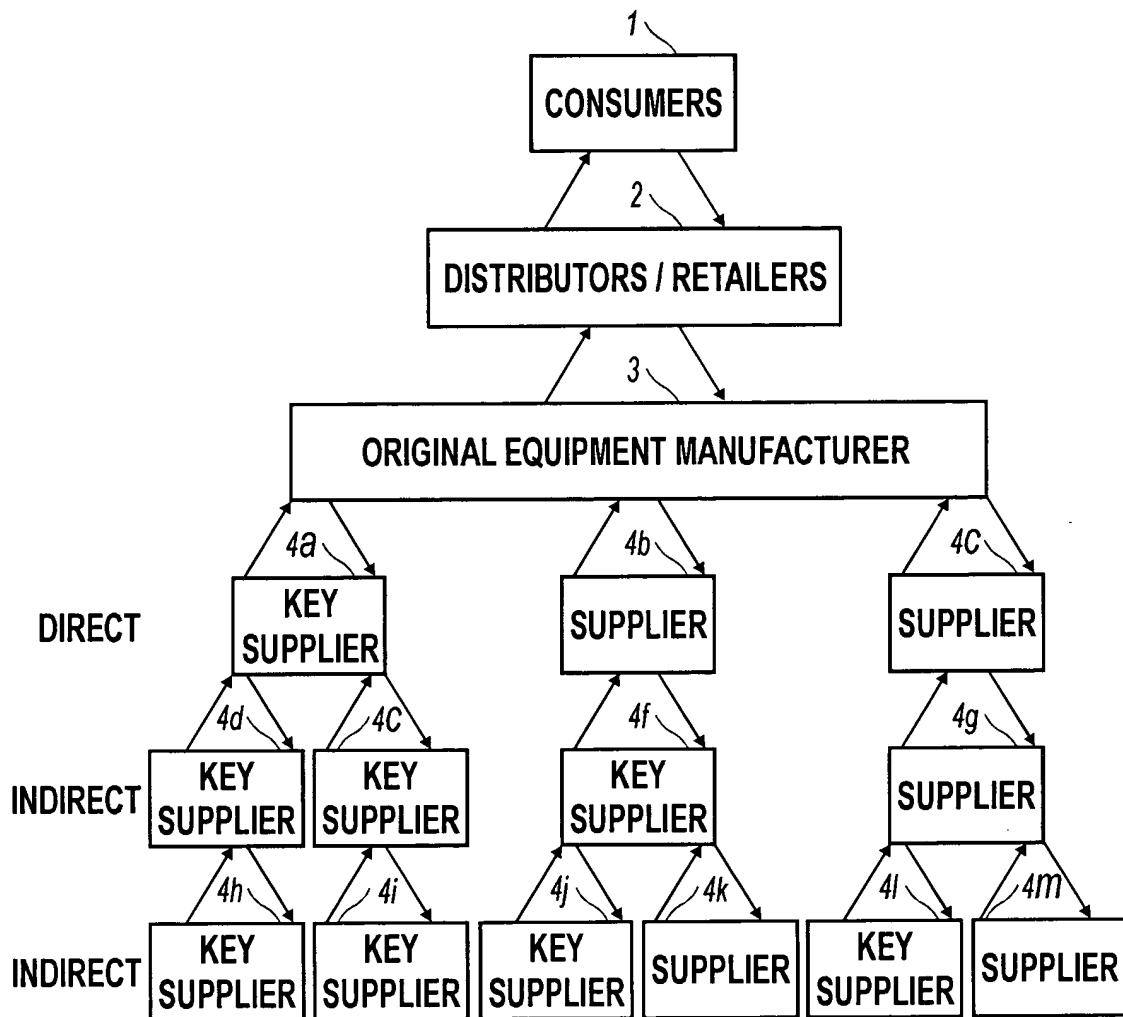 1
CONSUMERS
2
DISTRIBUTORS / RETAILERS
3
ORIGINAL EQUIPMENT MANUFACTURER
4a
4b
4c
DIRECT
KEY
SUPPLIER
SUPPLIER
SUPPLIER
4d
4c
4f
4g
INDIRECT
KEY
SUPPLIER
KEY
SUPPLIER
KEY
SUPPLIER
SUPPLIER
4h
4i
4j
4k
4l
4m
INDIRECT
KEY
SUPPLIER
KEY
SUPPLIER
KEY
SUPPLIER
SUPPLIER
KEY
SUPPLIER
SUPPLIER